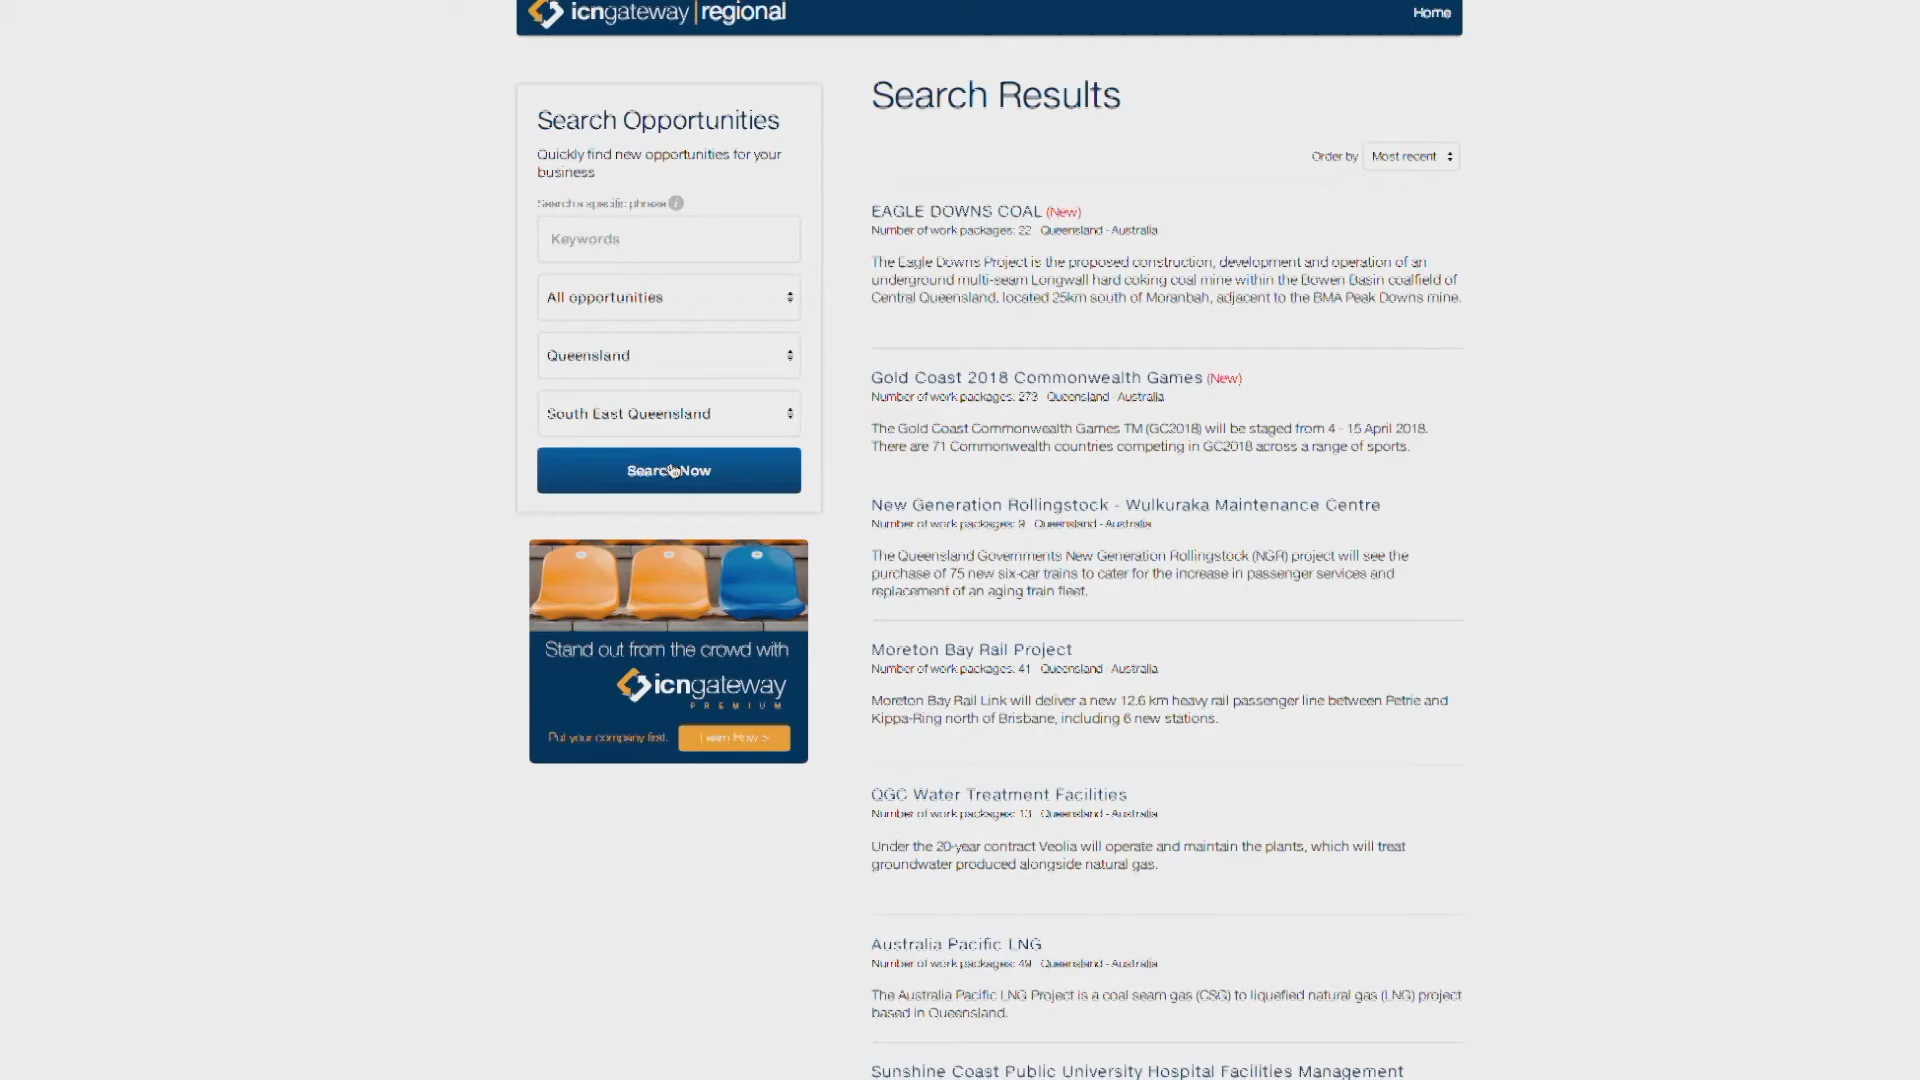 icngateway | regional
Home
Search Opportunities
Quickly find new opportunities for your
business
Search a specific phrase
Keywords
All opportunities
Queensland
South East Queensland
Search Now
Stand out from the crowd with
icngateway
PREMIUM
Put your company first.
Learn How >
Search Results
Order by Most recent
EAGLE DOWNS COAL (New)
Number of work packages: 22 Queensland - Australia
The Eagle Downs Project is the proposed construction, development and operation of an
underground multi-seam Longwall hard coking coal mine within the Bowen Basin coalfield of
Central Queensland, located 25km south of Moranbah, adjacent to the BMA Peak Downs mine.
Gold Coast 2018 Commonwealth Games (New)
Number of work packages: 273 Queensland - Australia
The Gold Coast Commonwealth Games TM (GC2018) will be staged from 4 - 15 April 2018.
There are 71 Commonwealth countries competing in GC2018 across a range of sports.
New Generation Rollingstock - Wulkuraka Maintenance Centre
Number of work packages: 9 Queensland - Australia
The Queensland Governments New Generation Rollingstock (NGR) project will see the
purchase of 75 new six-car trains to cater for the increase in passenger services and
replacement of an aging train fleet.
Moreton Bay Rail Project
Number of work packages: 41 Queensland - Australia
Moreton Bay Rail Link will deliver a new 12.6 km heavy rail passenger line between Petrie and
Kippa-Ring north of Brisbane, including 6 new stations.
QGC Water Treatment Facilities
Number of work packages: 13 Queensland - Australia
Under the 20-year contract Veolia will operate and maintain the plants, which will treat
groundwater produced alongside natural gas.
Australia Pacific LNG
Number of work packages: 49 Queensland - Australia
The Australia Pacific LNG Project is a coal seam gas (CSG) to liquefied natural gas (LNG) project
based in Queensland.
Sunshine Coast Public University Hospital Facilities Management